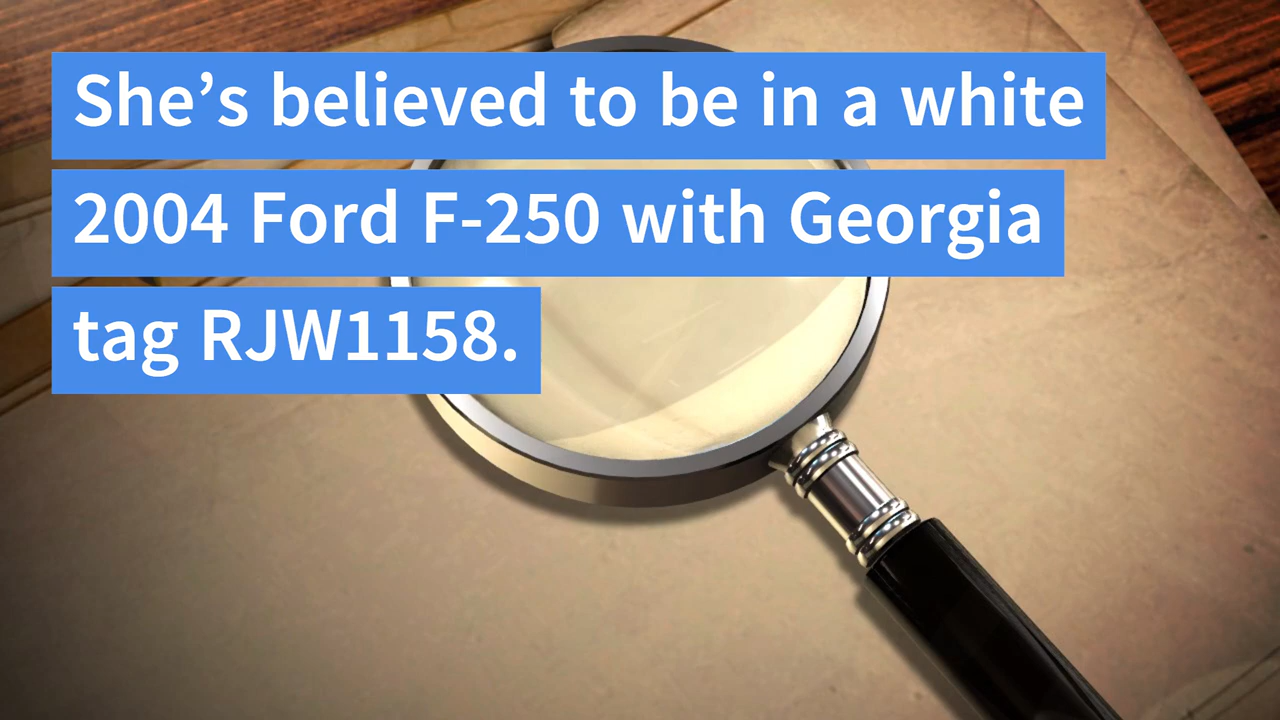 She’s believed to be in a white
2004 Ford F-250 with Georgia
tag RJW1158.